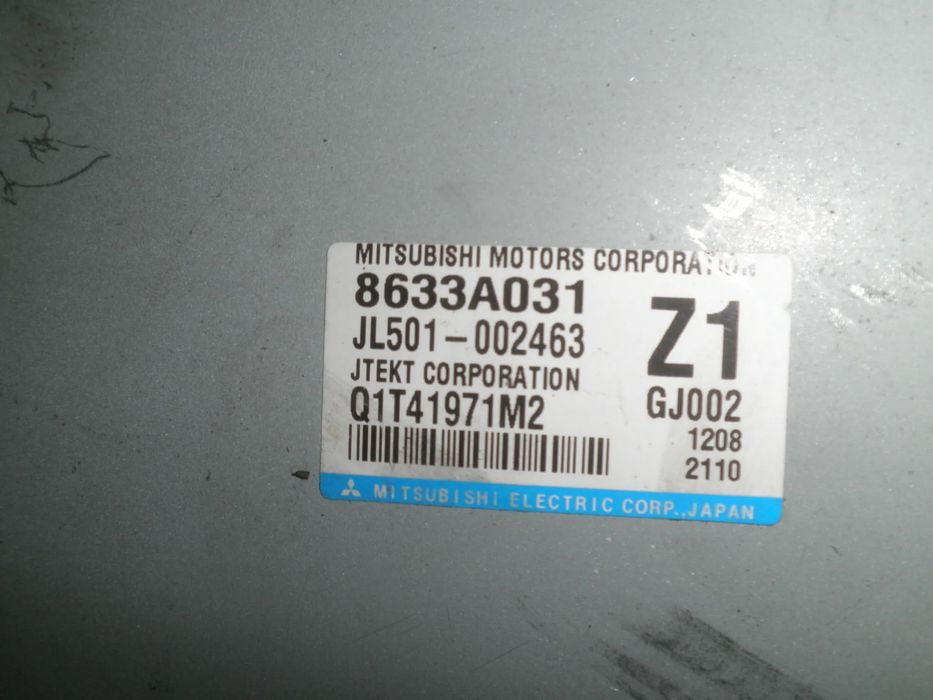 MITSUBISHI MOTORS CORPORATION
8633A031
Z1
JL501-002463
JTEKT CORPORATION
GJ002
Q1T41971M2
1208
2110
MITSUBISHI ELECTRIC CORP.,JAPAN